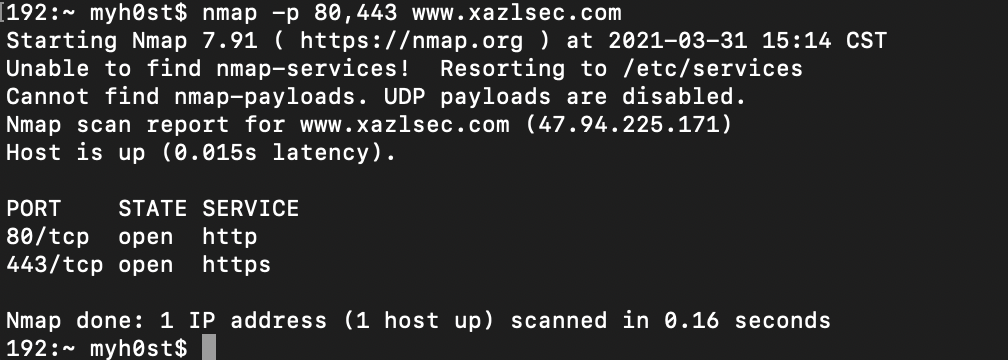 192:~ myh0st$ nmap -p 80,443 www.xazlsec.com
Starting Nmap 7.91 ( https://nmap.org ) at 2021-03-31 15:14 CST
Unable to find nmap-services!  Resorting to /etc/services
Cannot find nmap-payloads. UDP payloads are disabled.
Nmap scan report for www.xazlsec.com (47.94.225.171)
Host is up (0.015s latency).

PORT    STATE SERVICE
80/tcp  open  http
443/tcp open  https

Nmap done: 1 IP address (1 host up) scanned in 0.16 seconds
192:~ myh0st$